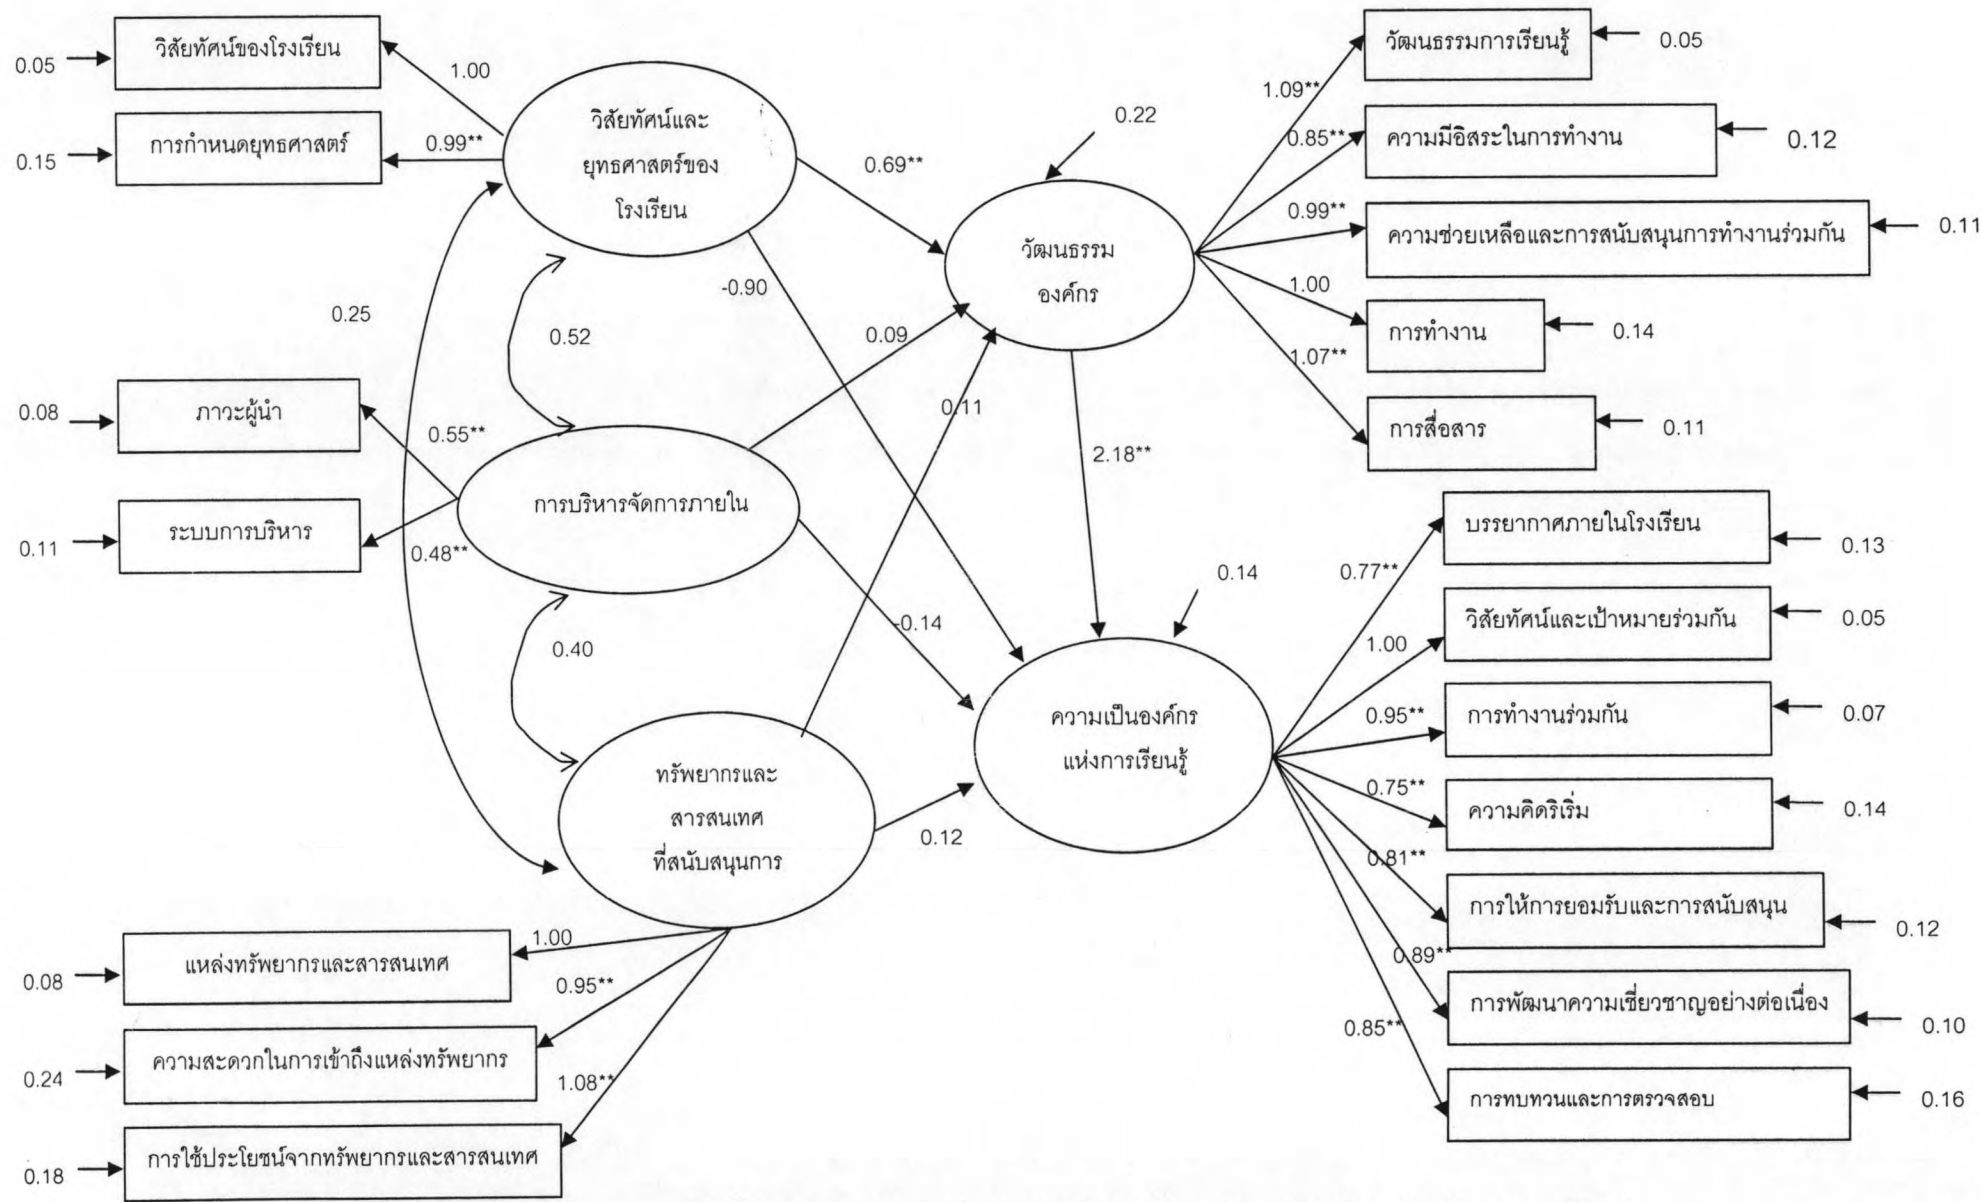 วิสัยทัศน์ของโรงเรียน
0.05
1.00
การกำหนดยุทธศาสตร์
0.15
0.99**
วิสัยทัศน์และ
ยุทธศาสตร์ของ
โรงเรียน
0.69**
-0.90
0.25
0.52
0.09
0.11
ภาวะผู้นำ
0.08
0.55**
ระบบการบริหาร
0.11
0.48**
การบริหารจัดการภายใน
-0.14
0.40
ทรัพยากรและ
สารสนเทศ
ที่สนับสนุนการ
0.12
แหล่งทรัพยากรและสารสนเทศ
0.08
1.00
ความสะดวกในการเข้าถึงแหล่งทรัพยากร
0.24
0.95**
การใช้ประโยชน์จากทรัพยากรและสารสนเทศ
0.18
1.08**
0.22
วัฒนธรรม
องค์กร
2.18**
0.14
ความเป็นองค์กร
แห่งการเรียนรู้
วัฒนธรรมการเรียนรู้
0.05
1.09**
ความมีอิสระในการทำงาน
0.12
0.85**
ความช่วยเหลือและการสนับสนุนการทำงานร่วมกัน
0.11
0.99**
การทำงาน
0.14
1.00
การสื่อสาร
0.11
1.07**
บรรยากาศภายในโรงเรียน
0.13
0.77**
วิสัยทัศน์และเป้าหมายร่วมกัน
0.05
1.00
การทำงานร่วมกัน
0.07
0.95**
ความคิดริเริ่ม
0.14
0.75**
การให้การยอมรับและการสนับสนุน
0.12
0.81**
การพัฒนาความเชี่ยวชาญอย่างต่อเนื่อง
0.10
0.89**
การทบทวนและการตรวจสอบ
0.16
0.85**